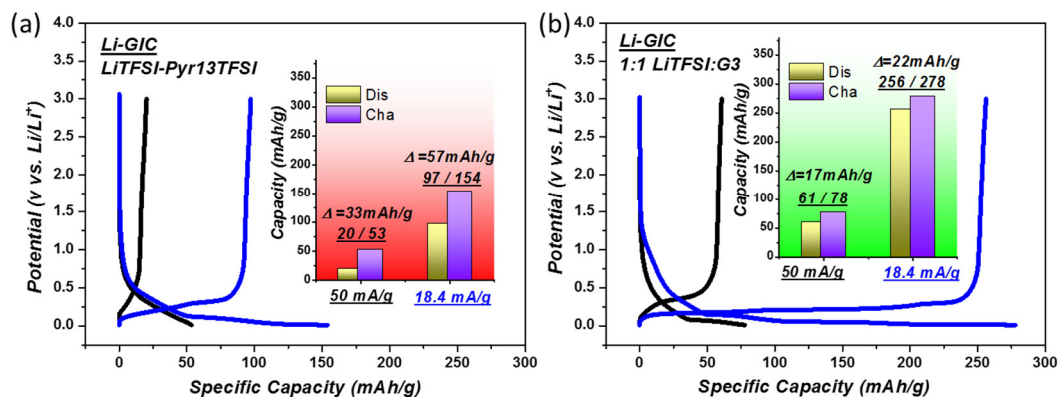 (a)
Li-GIC
LiTFSI-Pyr13TFSI
Potential (v vs. Li/Li+)
4.0
3.5
3.0
2.5
2.0
1.5
1.0
0.5
0.0
0 50 100 150 200 250 300
Specific Capacity (mAh/g)
Capacity (mAh/g)
350
300
250
200
150
100
50
0
Dis
Cha
Δ=33mAh/g
20 / 53
Δ=57mAh/g
97 / 154
50 mA/g
18.4 mA/g
(b)
Li-GIC
1:1 LiTFSI:G3
Potential (v vs. Li/Li+)
4.0
3.5
3.0
2.5
2.0
1.5
1.0
0.5
0.0
0 50 100 150 200 250 300
Specific Capacity (mAh/g)
Capacity (mAh/g)
350
300
250
200
150
100
50
0
Dis
Cha
Δ=17mAh/g
61 / 78
Δ=22mAh/g
256 / 278
50 mA/g
18.4 mA/g